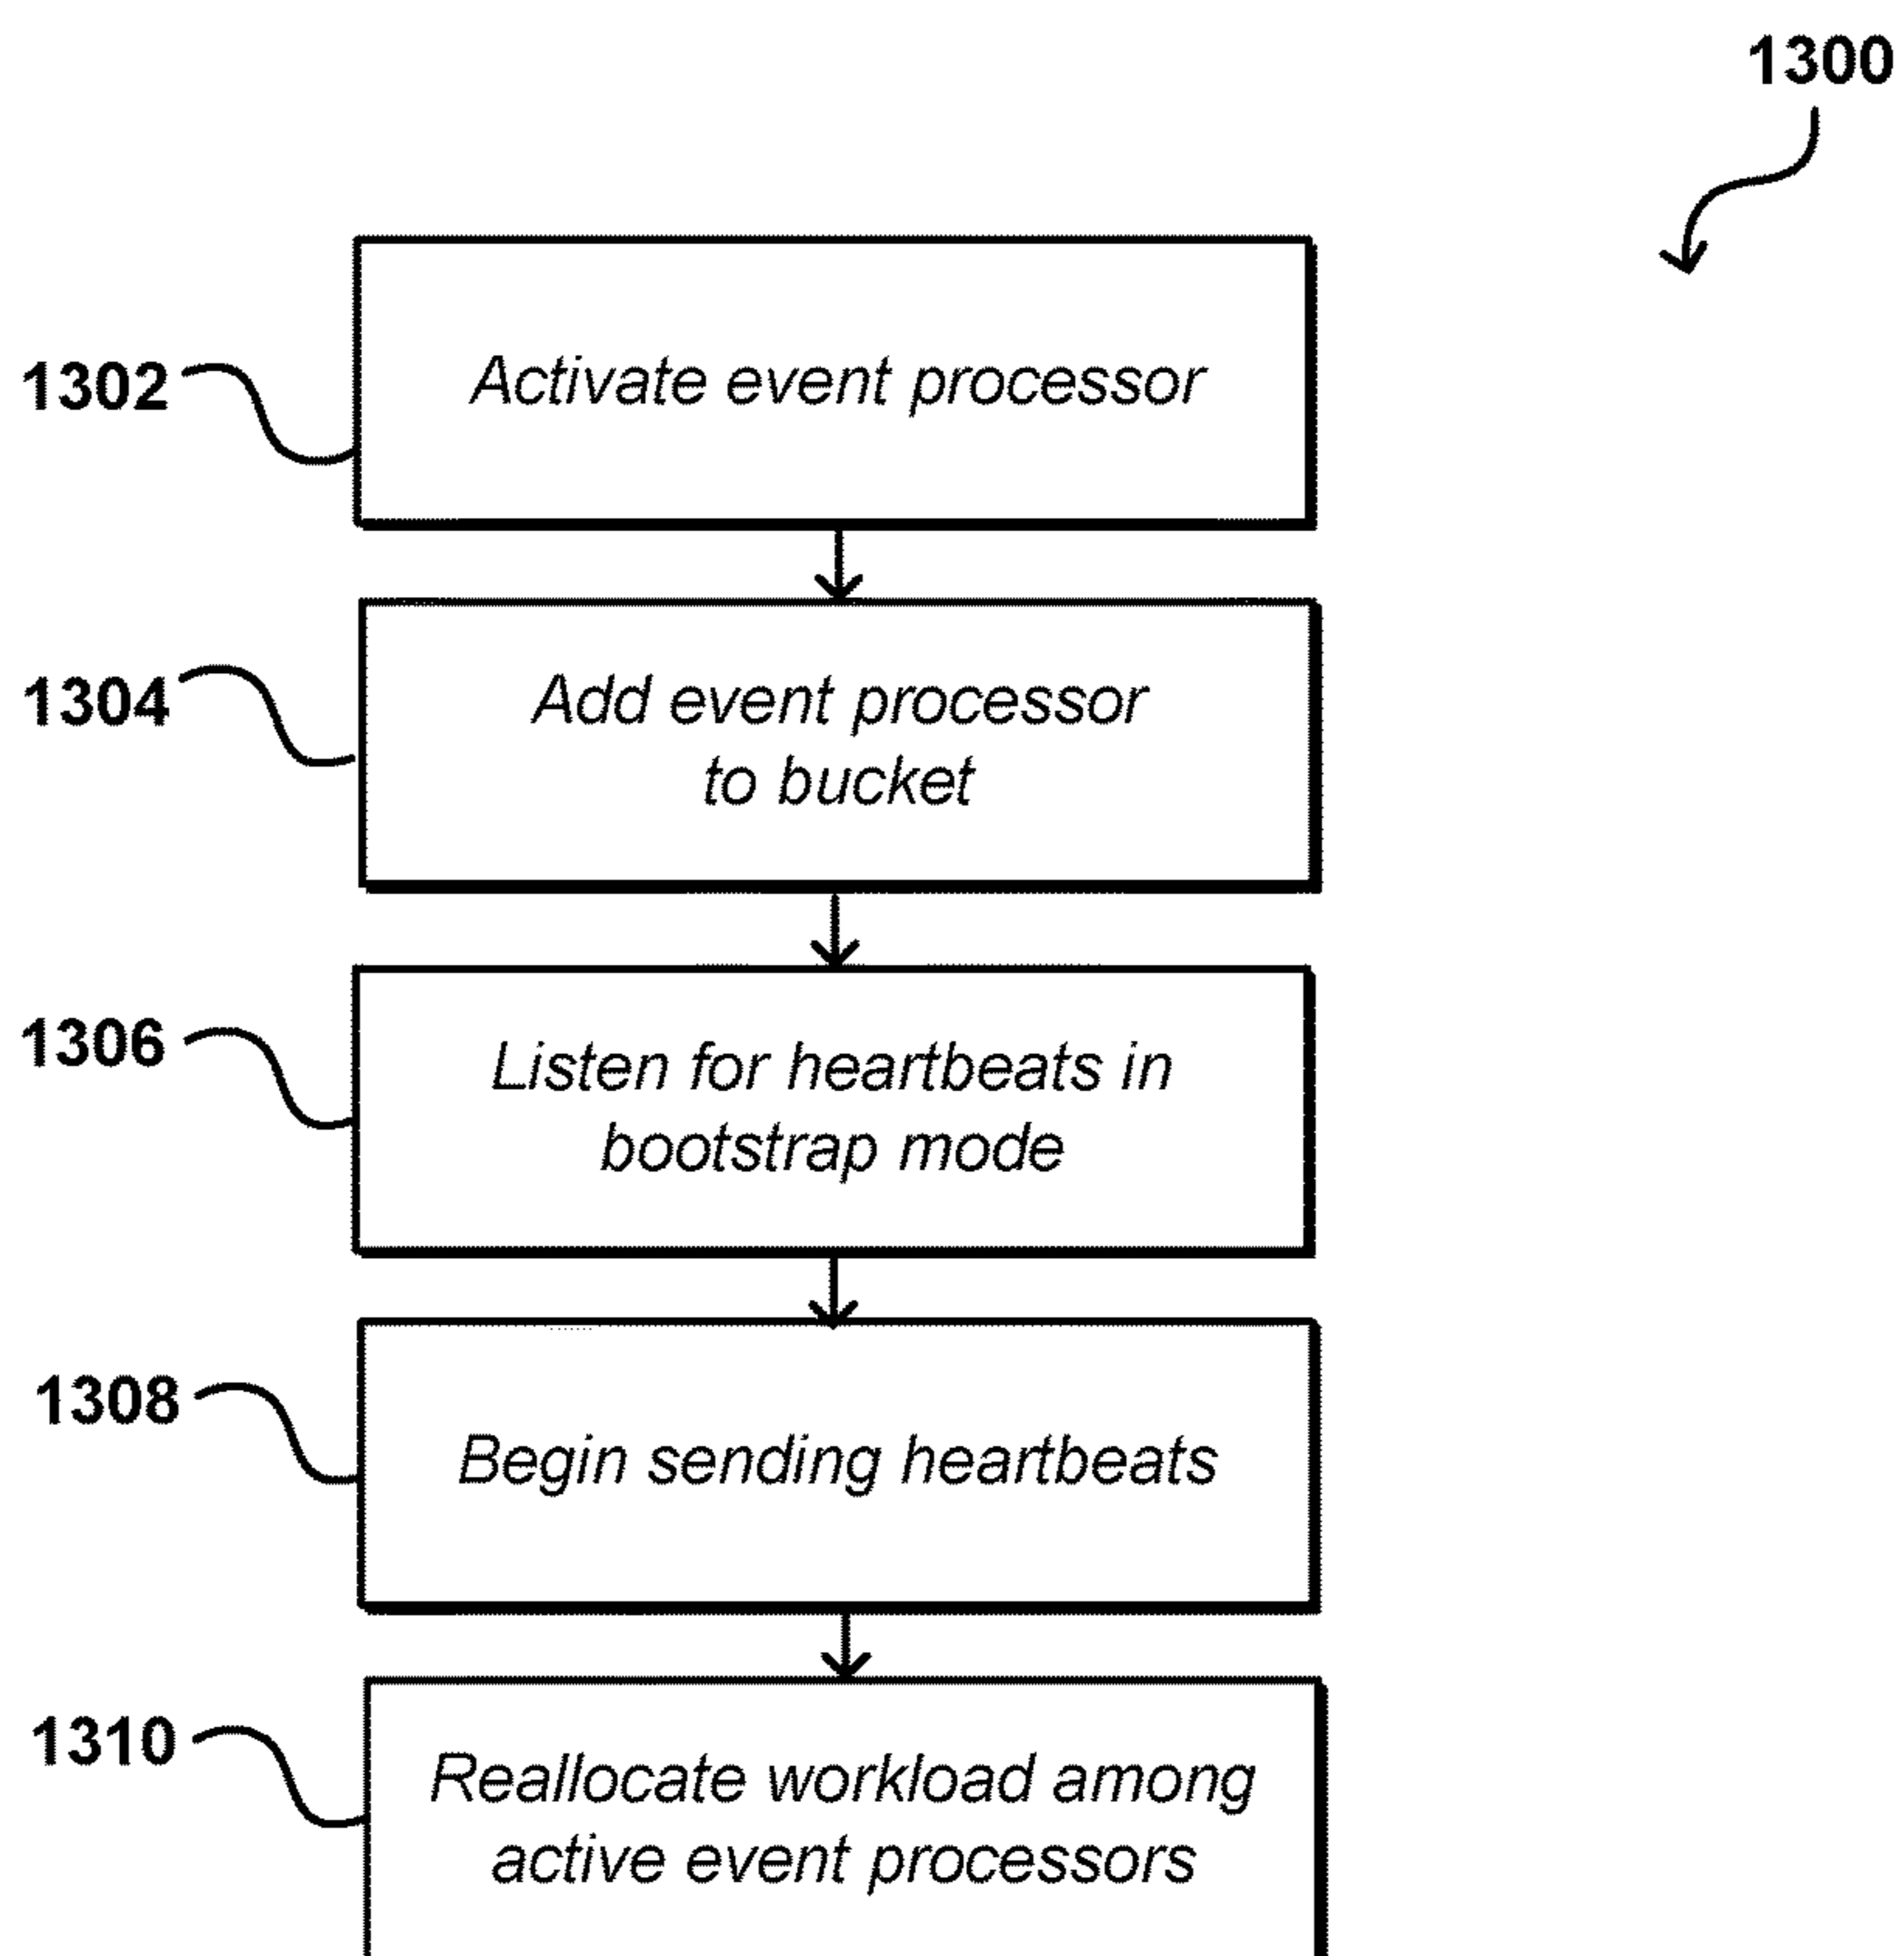 1300
1302
Activate event processor
1304
Add event processor
to bucket
1306
Listen for heartbeats in
bootstrap mode
1308
Begin sending heartbeats
1310
Reallocate workload among
active event processors